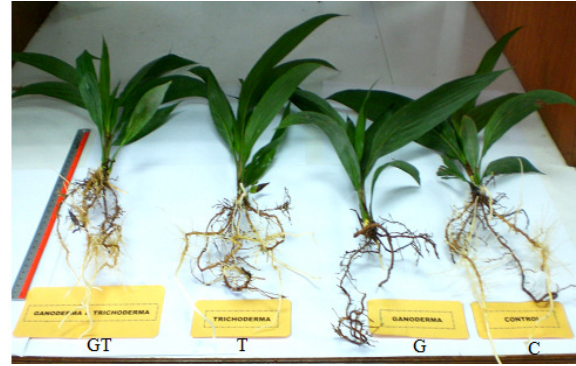 GANODERMA & TRICHODERMA
TRICHODERMA
GANODERMA
CONTROL
GT
T
G
C